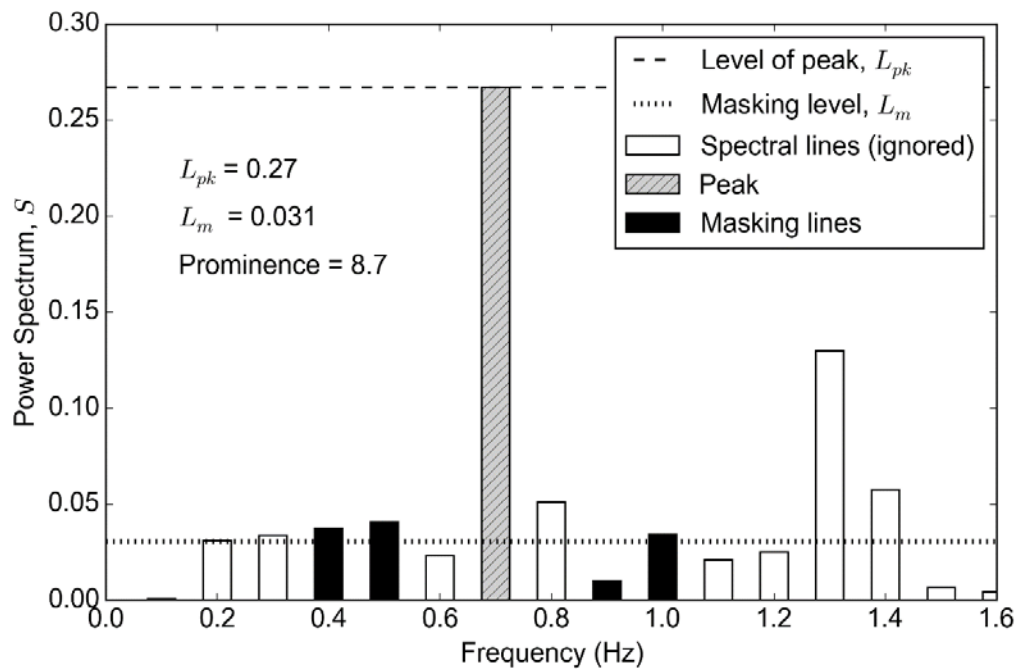 0.30
0.25
0.20
0.15
0.10
0.05
0.00
Power Spectrum, S
Level of peak, L_pk
Masking level, L_m
Spectral lines (ignored)
Peak
Masking lines
L_pk = 0.27
L_m = 0.031
Prominence = 8.7
0.0 0.2 0.4 0.6 0.8 1.0 1.2 1.4 1.6
Frequency (Hz)